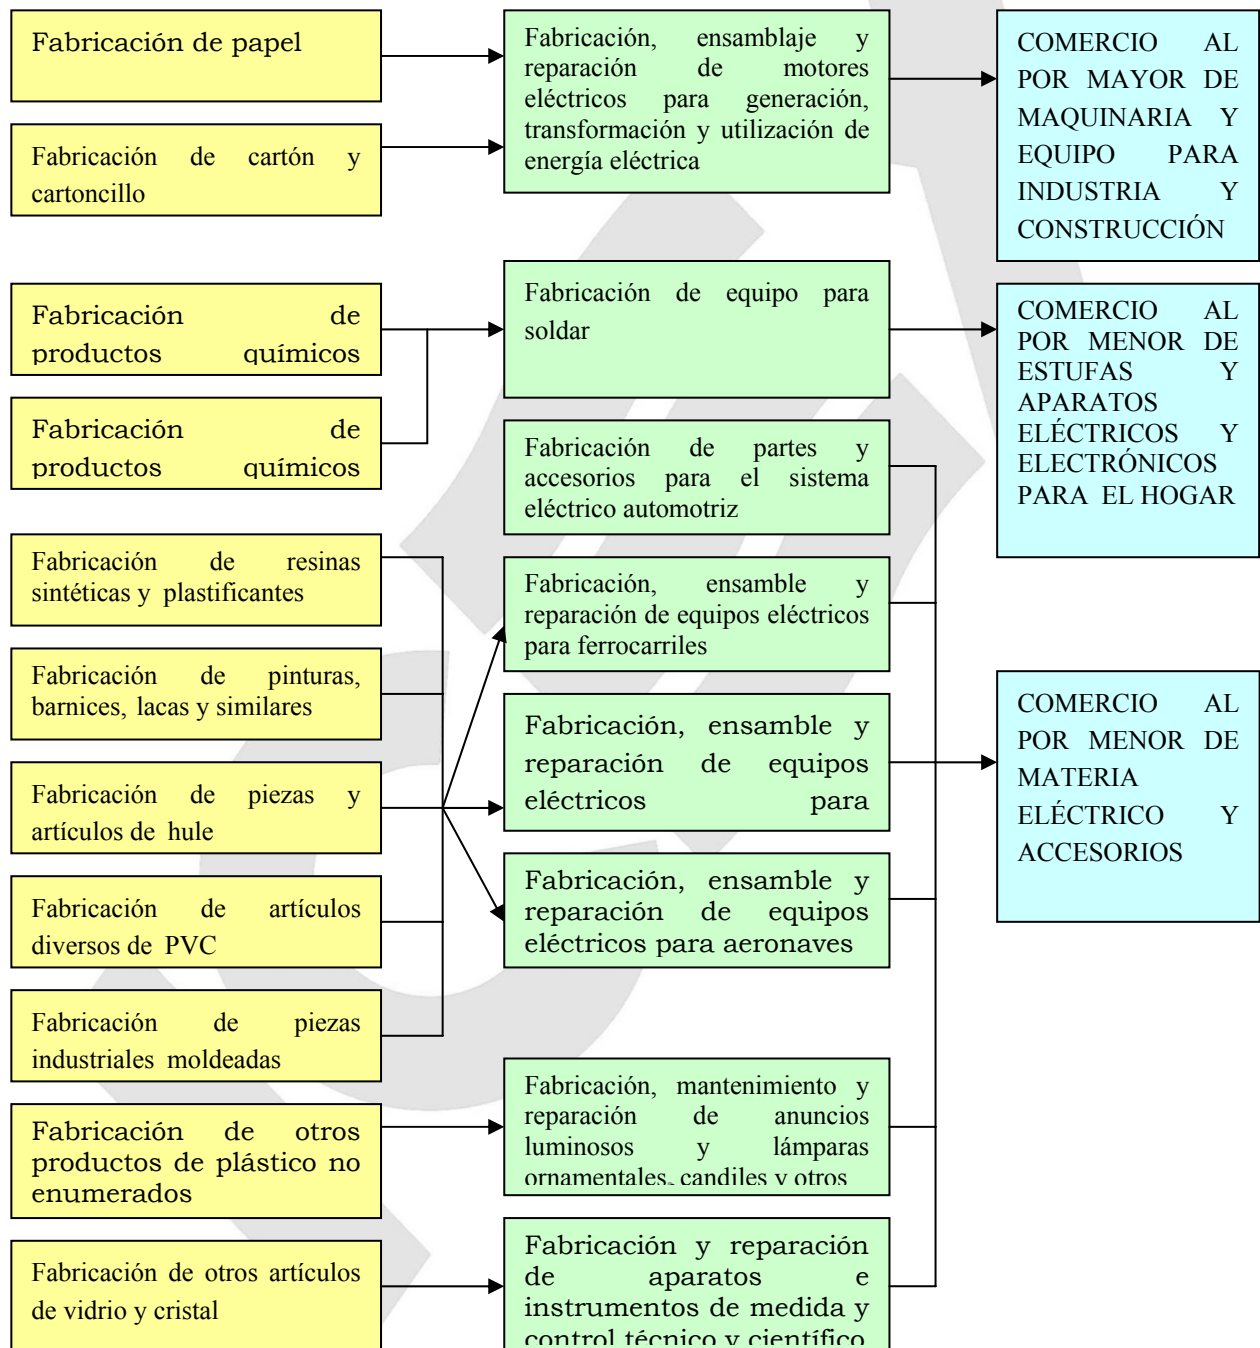 Fabricación de papel
Fabricación de cartón y
cartoncillo
Fabricación de
productos químicos
Fabricación de
productos químicos
Fabricación de resinas
sintéticas y plastificantes
Fabricación de pinturas,
barnices, lacas y similares
Fabricación de piezas y
artículos de hule
Fabricación de artículos
diversos de PVC
Fabricación de piezas
industriales moldeadas
Fabricación de otros
productos de plástico no
enumerados
Fabricación de otros artículos
de vidrio y cristal
Fabricación, ensamblaje y
reparación de motores
eléctricos para generación,
transformación y utilización de
energía eléctrica
Fabricación de equipo para
soldar
Fabricación de partes y
accesorios para el sistema
eléctrico automotriz
Fabricación, ensamble y
reparación de equipos eléctricos
para ferrocarriles
Fabricación, ensamble y
reparación de equipos
eléctricos para
Fabricación, ensamble y
reparación de equipos
eléctricos para aeronaves
Fabricación, mantenimiento y
reparación de anuncios
luminosos y lámparas
ornamentales, candiles y otros
Fabricación y reparación
de aparatos e
instrumentos de medida y
control técnico y científico
COMERCIO AL
POR MAYOR DE
MAQUINARIA Y
EQUIPO PARA
INDUSTRIA Y
CONSTRUCCIÓN
COMERCIO AL
POR MENOR DE
ESTUFAS Y
APARATOS
ELÉCTRICOS Y
ELECTRÓNICOS
PARA EL HOGAR
COMERCIO AL
POR MENOR DE
MATERIA
ELÉCTRICO Y
ACCESORIOS